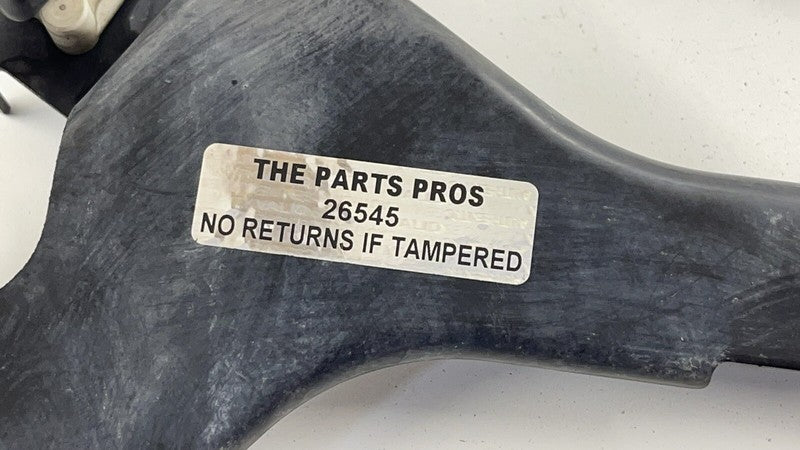 THE PARTS PROS
26545
NO RETURNS IF TAMPERED